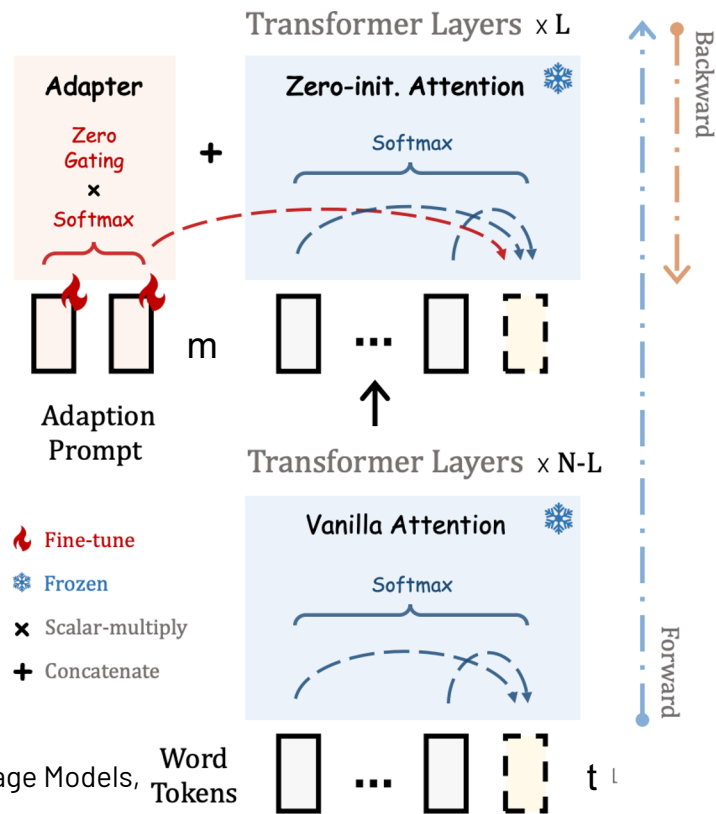 Transformer Layers x L
Adapter
Zero-init. Attention
Zero
Gating
×
Softmax
+
Softmax
m
...
Adaption
Prompt
Transformer Layers x N-L
Vanilla Attention
Softmax
Fine-tune
Frozen
× Scalar-multiply
+ Concatenate
Word
Tokens
...
t
L
age Models,
Backward
Forward